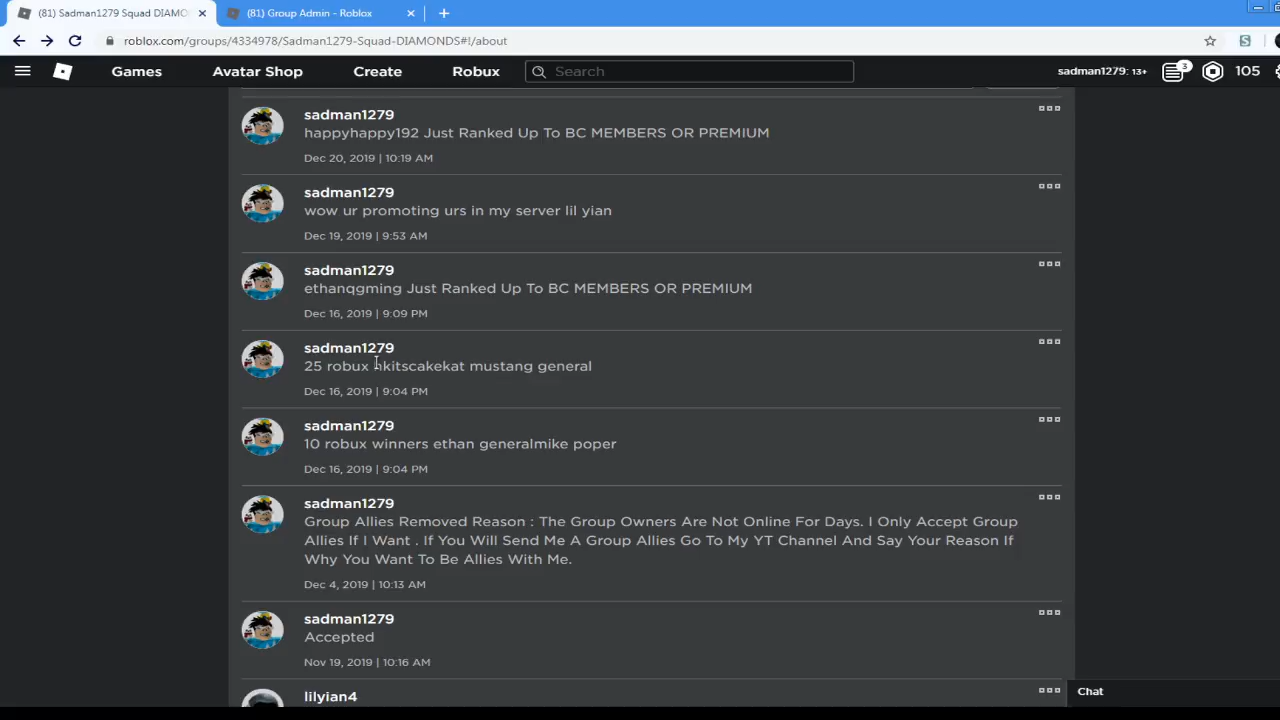 (81) Sadman1279 Squad DIAMO
(81) Group Admin - Roblox
roblox.com/groups/4334978/Sadman1279-Squad-DIAMONDS#!/about
Games Avatar Shop Create Robux Search sadman1279: 13+ 3 105
sadman1279
happyhappy192 Just Ranked Up To BC MEMBERS OR PREMIUM
Dec 20, 2019 | 10:19 AM
sadman1279
wow ur promoting urs in my server lil yian
Dec 19, 2019 | 9:53 AM
sadman1279
ethanqgming Just Ranked Up To BC MEMBERS OR PREMIUM
Dec 16, 2019 | 9:09 PM
sadman1279
25 robux nkitscakekat mustang general
Dec 16, 2019 | 9:04 PM
sadman1279
10 robux winners ethan generalmike poper
Dec 16, 2019 | 9:04 PM
sadman1279
Group Allies Removed Reason : The Group Owners Are Not Online For Days. I Only Accept Group
Allies If I Want . If You Will Send Me A Group Allies Go To My YT Channel And Say Your Reason If
Why You Want To Be Allies With Me.
Dec 4, 2019 | 10:13 AM
sadman1279
Accepted
Nov 19, 2019 | 10:16 AM
lilyian4
Chat